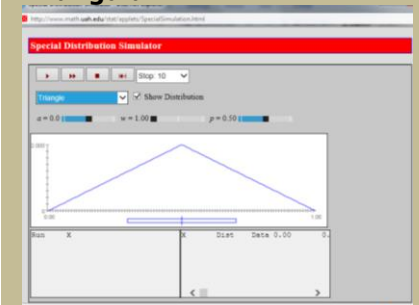 http://www.math.uah.edu/stat/applets/SpecialSimulation.html
Special Distribution Simulator
Stop: 10
Triangle
Show Distribution
a = 0.0
w = 1.00
p = 0.50
0.00
1.00
Run X
X Dist Data 0.00 0.